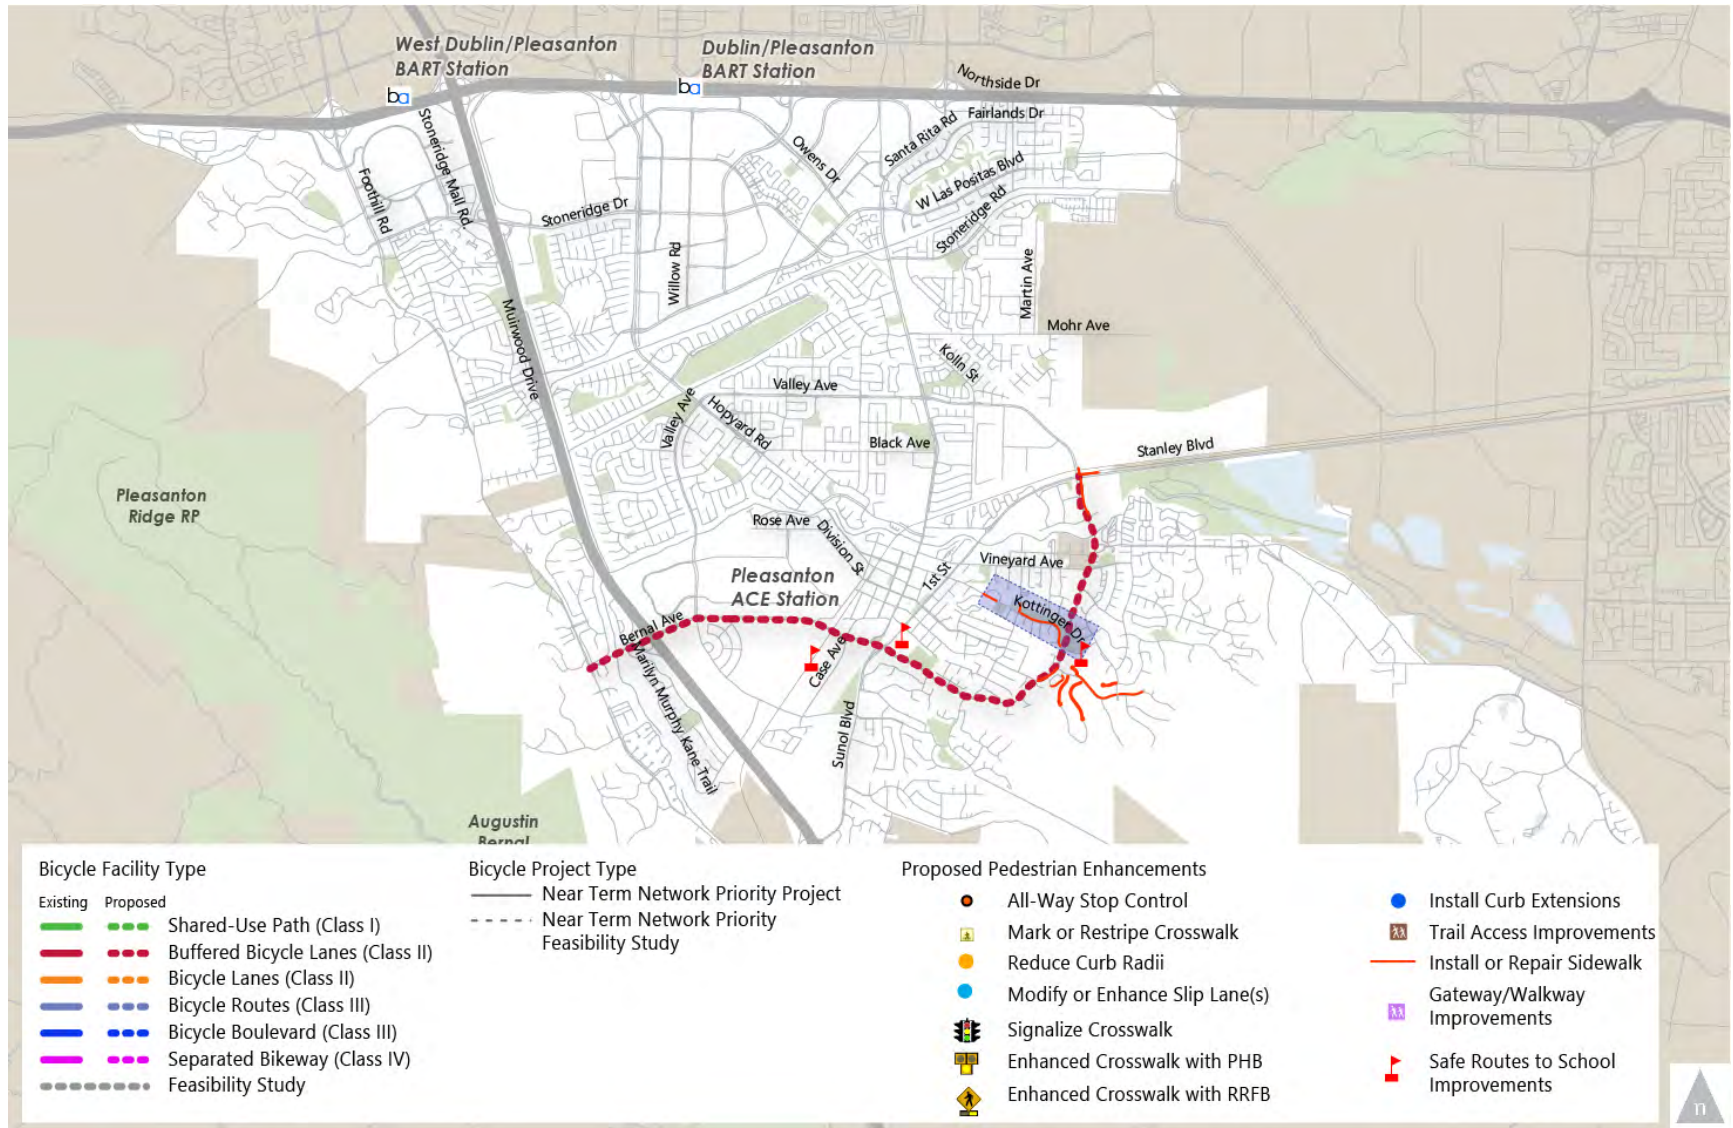 West Dublin/Pleasanton
BART Station
Dublin/Pleasanton
BART Station
ba
ba
Northside Dr
Fairlands Dr
Santa Rita Rd
Owens Dr
W Las Positas Blvd
Stoneridge Rd
Stoneridge Mall Rd.
Foothill Rd
Stoneridge Dr
Willow Rd
Martin Ave
Mohr Ave
Muirwood Drive
Kolln St
Valley Ave
Valley Ave
Hopyard Rd
Black Ave
Stanley Blvd
Pleasanton
Ridge RP
Rose Ave
Division St
Vineyard Ave
1st St
Pleasanton
ACE Station
Kottinger Dr
Bernal Ave
Case Ave
Marilyn Murphy Kane Trail
Sunol Blvd
Augustin
Bernal
Bicycle Facility Type
Existing Proposed
Shared-Use Path (Class I)
Buffered Bicycle Lanes (Class II)
Bicycle Lanes (Class II)
Bicycle Routes (Class III)
Bicycle Boulevard (Class III)
Separated Bikeway (Class IV)
Feasibility Study
Bicycle Project Type
Near Term Network Priority Project
Near Term Network Priority
Feasibility Study
Proposed Pedestrian Enhancements
All-Way Stop Control
Mark or Restripe Crosswalk
Reduce Curb Radii
Modify or Enhance Slip Lane(s)
Signalize Crosswalk
Enhanced Crosswalk with PHB
Enhanced Crosswalk with RRFB
Install Curb Extensions
Trail Access Improvements
Install or Repair Sidewalk
Gateway/Walkway
Improvements
Safe Routes to School
Improvements
n